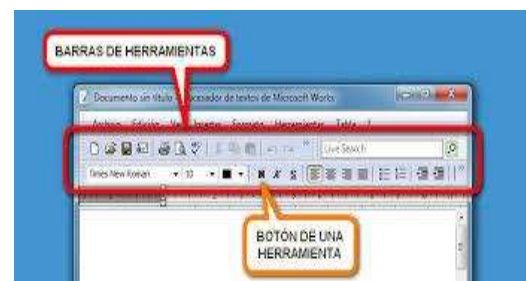 BARRAS DE HERRAMIENTAS
Documento sin título - Procesador de textos de Microsoft Works
Archivo Edición Ver Insertar Formato Herramientas Tabla ?
Live Search
Times New Roman 10 N K S
BOTÓN DE UNA
HERRAMIENTA